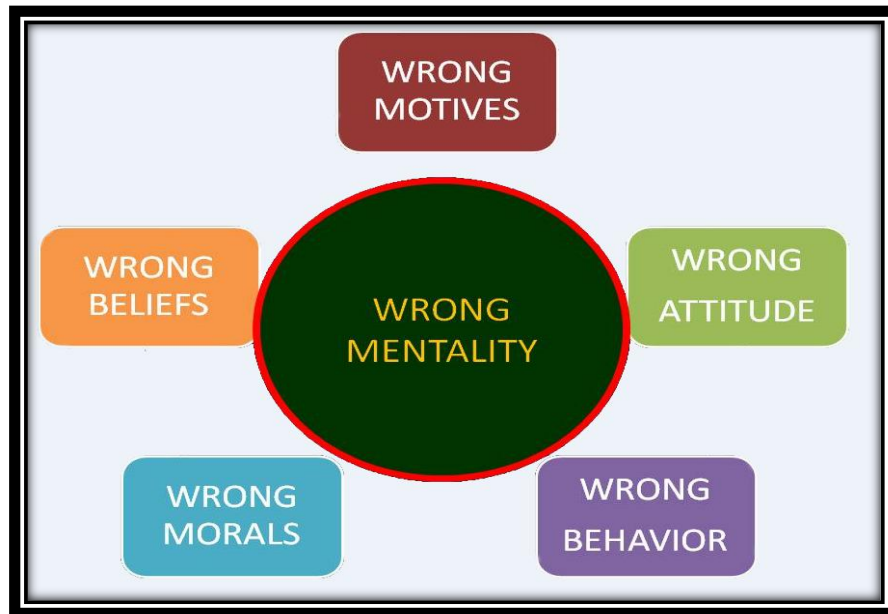 WRONG
MOTIVES
WRONG
BELIEFS
WRONG
ATTITUDE
WRONG
MENTALITY
WRONG
MORALS
WRONG
BEHAVIOR